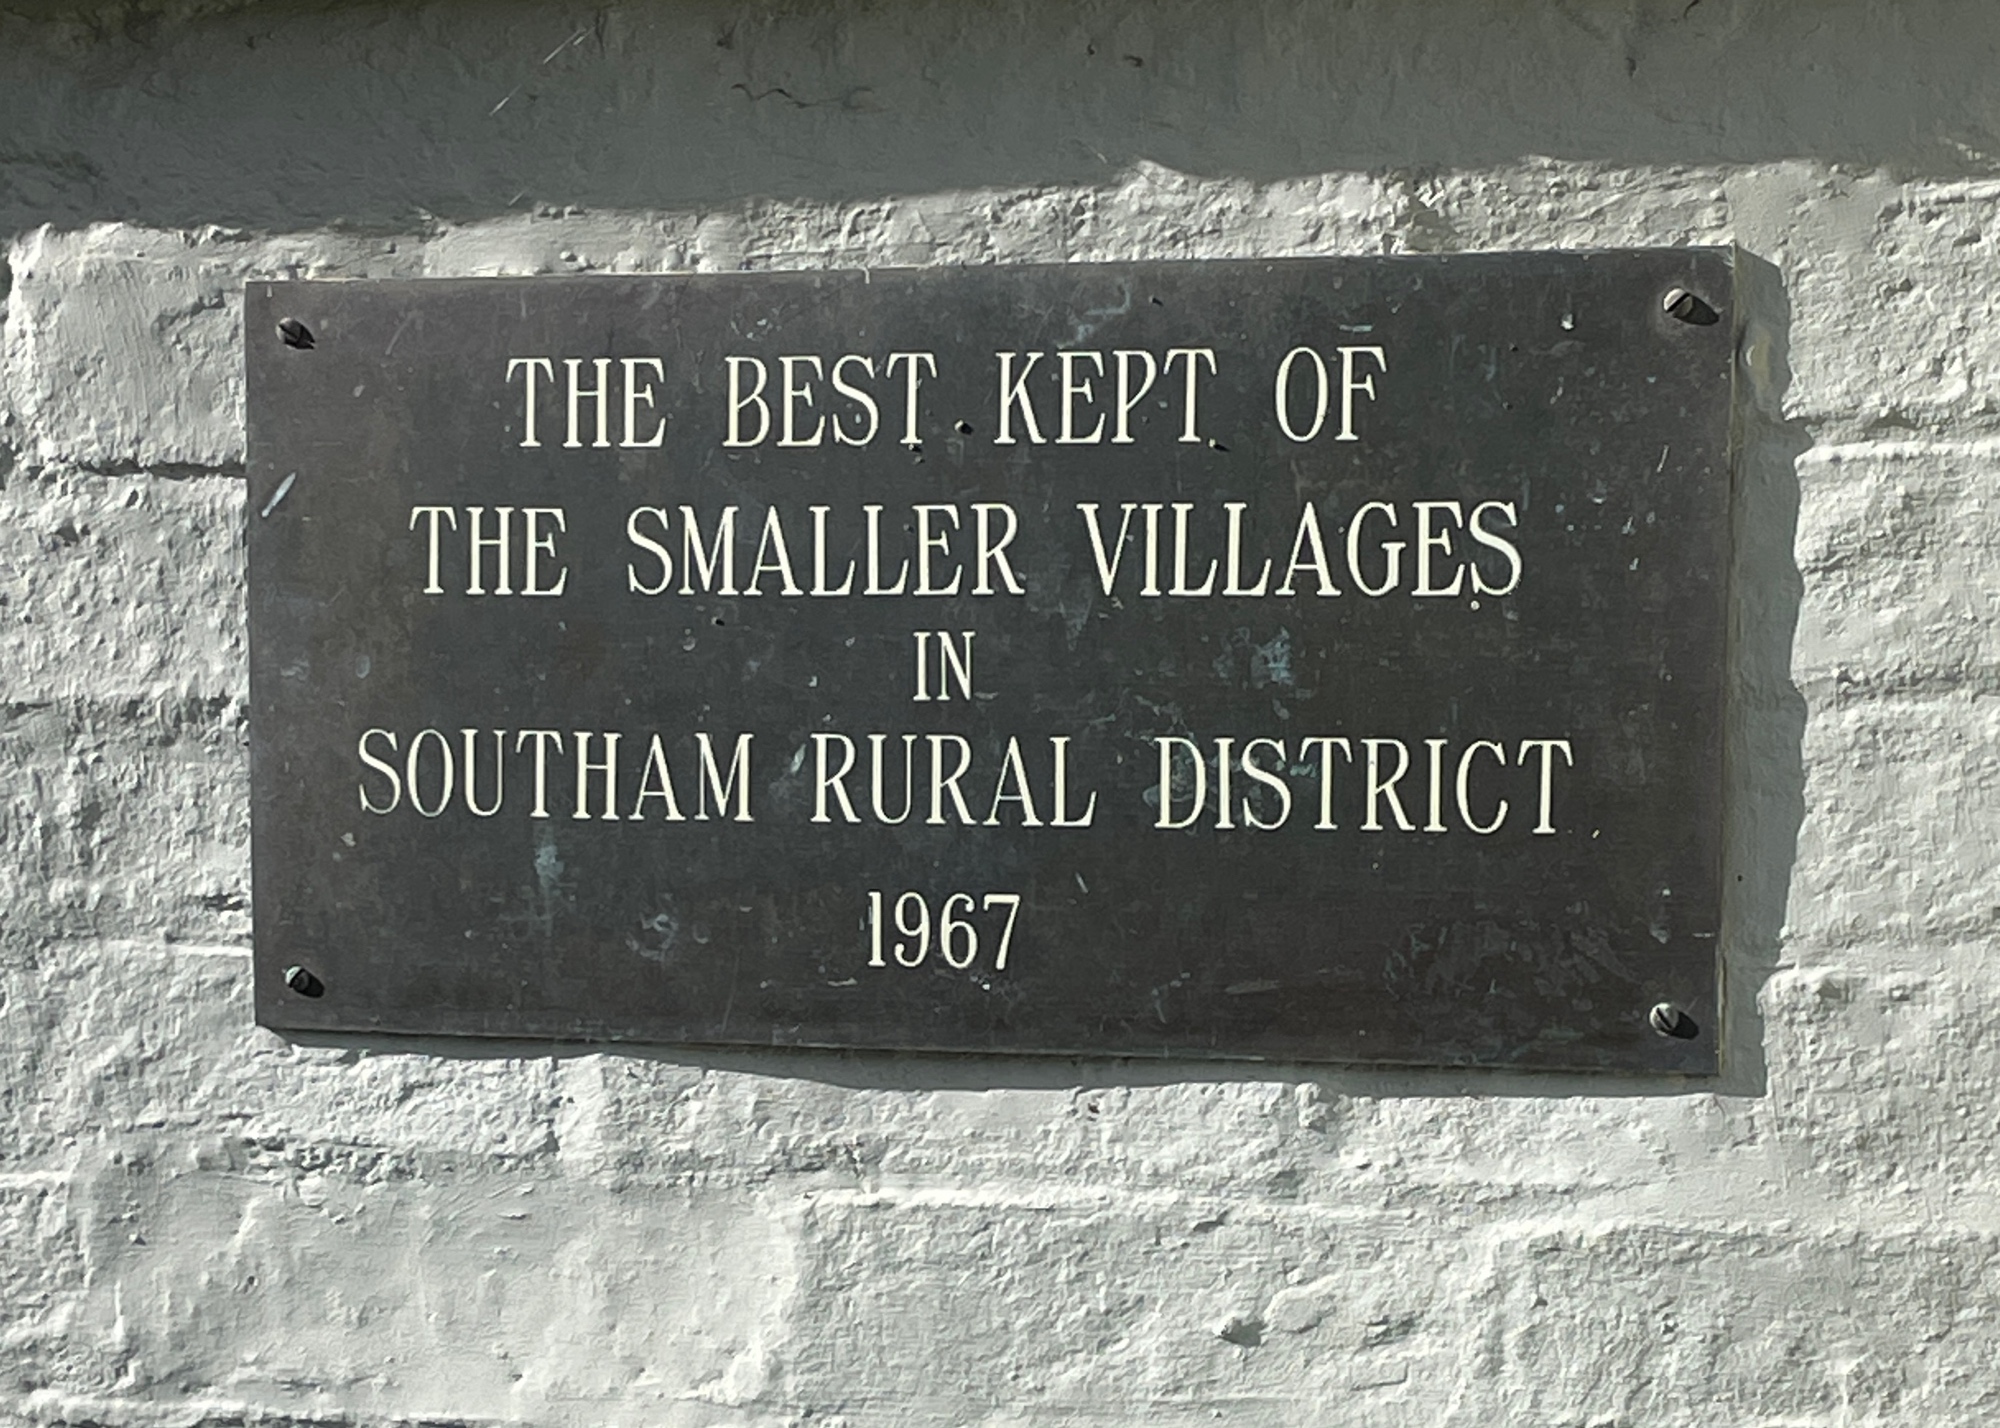 THE BEST KEPT OF
THE SMALLER VILLAGES
IN
SOUTHAM RURAL DISTRICT
1967